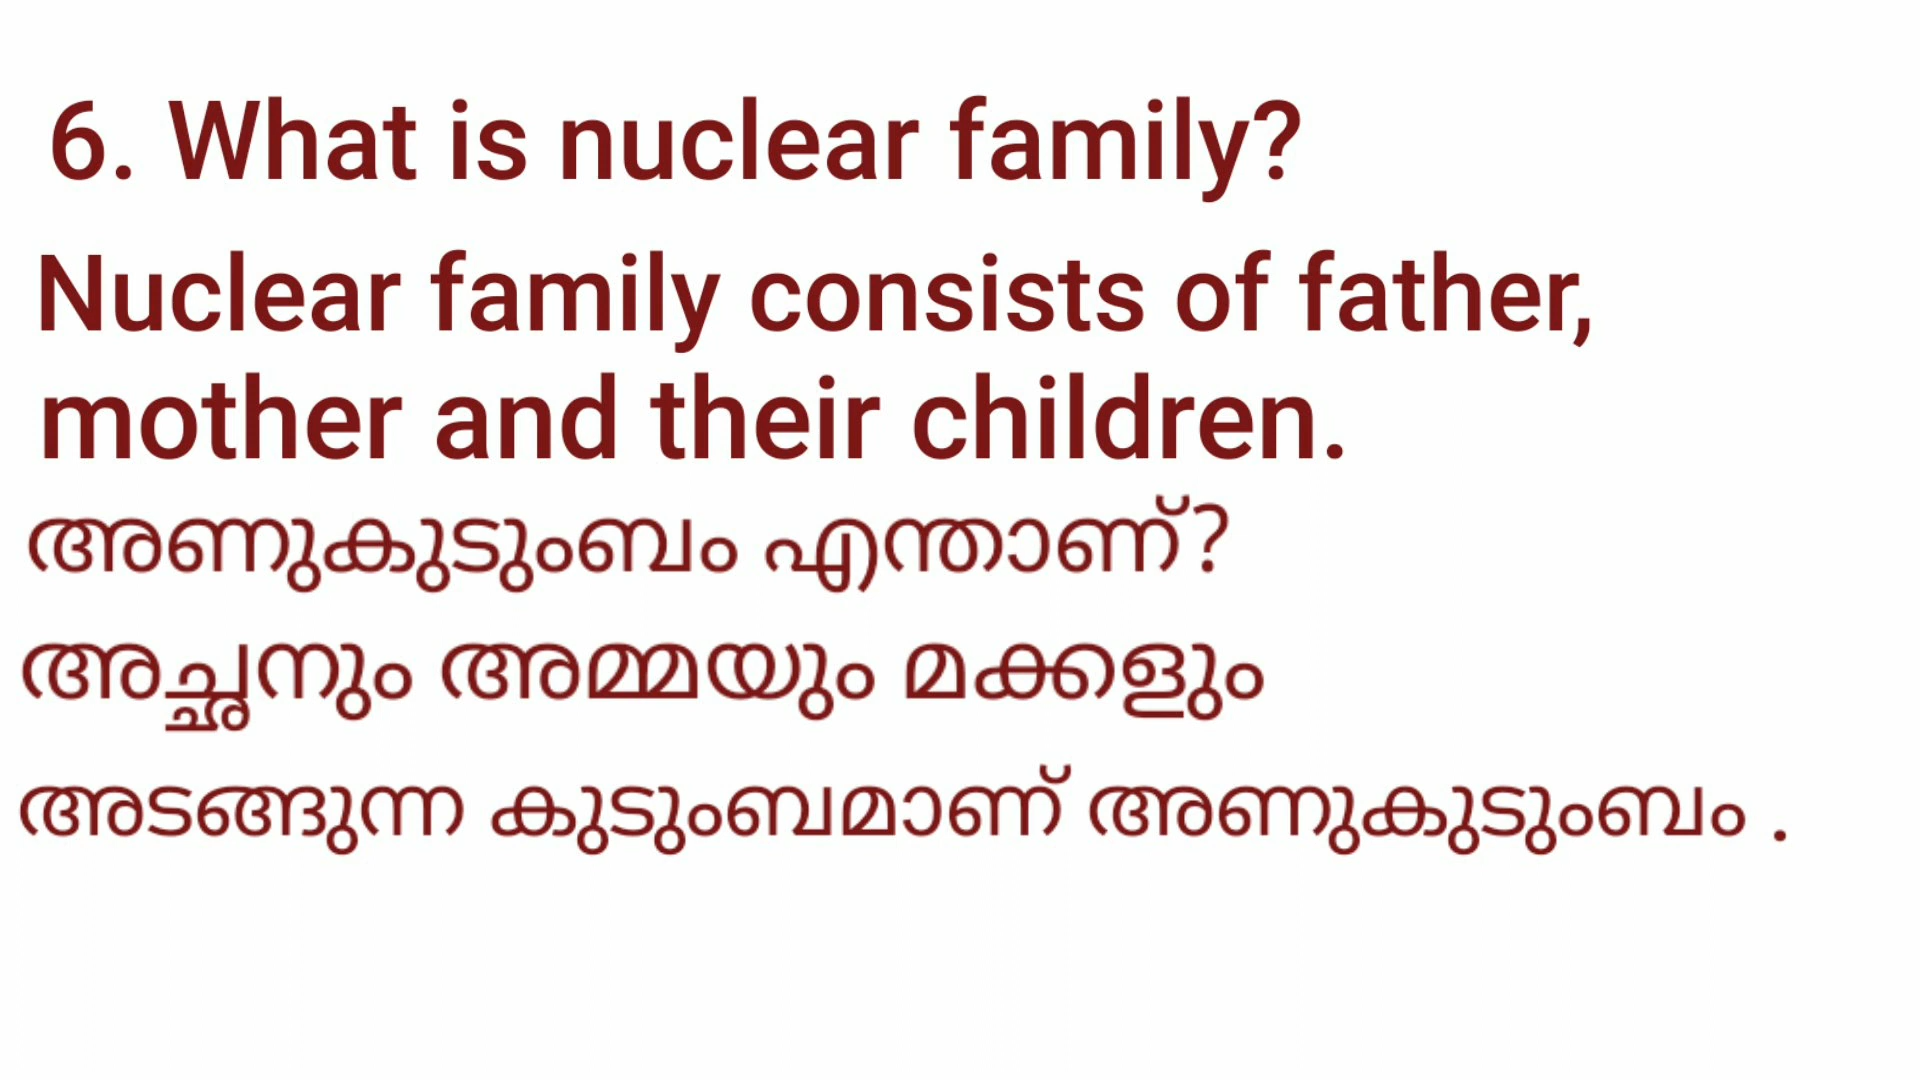 6. What is nuclear family?
Nuclear family consists of father,
mother and their children.
അണുകുടുംബം എന്താണ്?
അച്ഛനും അമ്മയും മക്കളും
അടങ്ങുന്ന കുടുംബമാണ് അണുകുടുംബം .